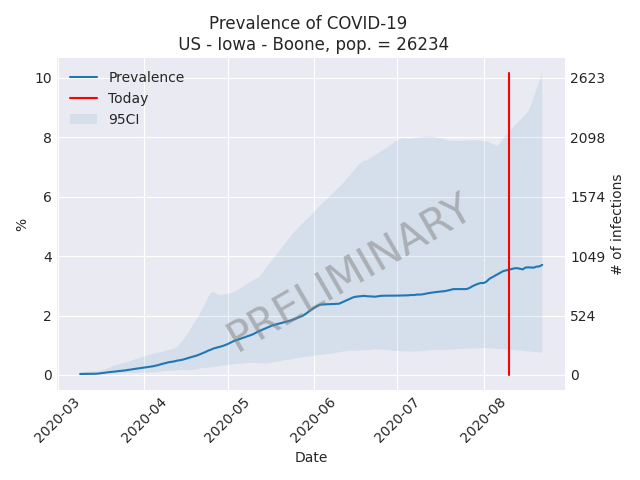 Prevalence of COVID-19
US - Iowa - Boone, pop. = 26234
Prevalence
Today
95CI
10
8
6
4
2
0
%
2623
2098
1574
1049
524
0
# of infections
PRELIMINARY
2020-03
2020-04
2020-05
2020-06
2020-07
2020-08
Date